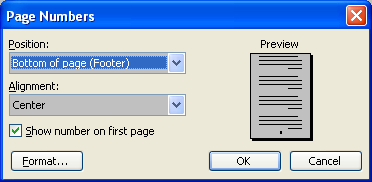 Page Numbers
Position:
Preview
Bottom of page (Footer)
Alignment:
Center
Show number on first page
Format...
OK
Cancel